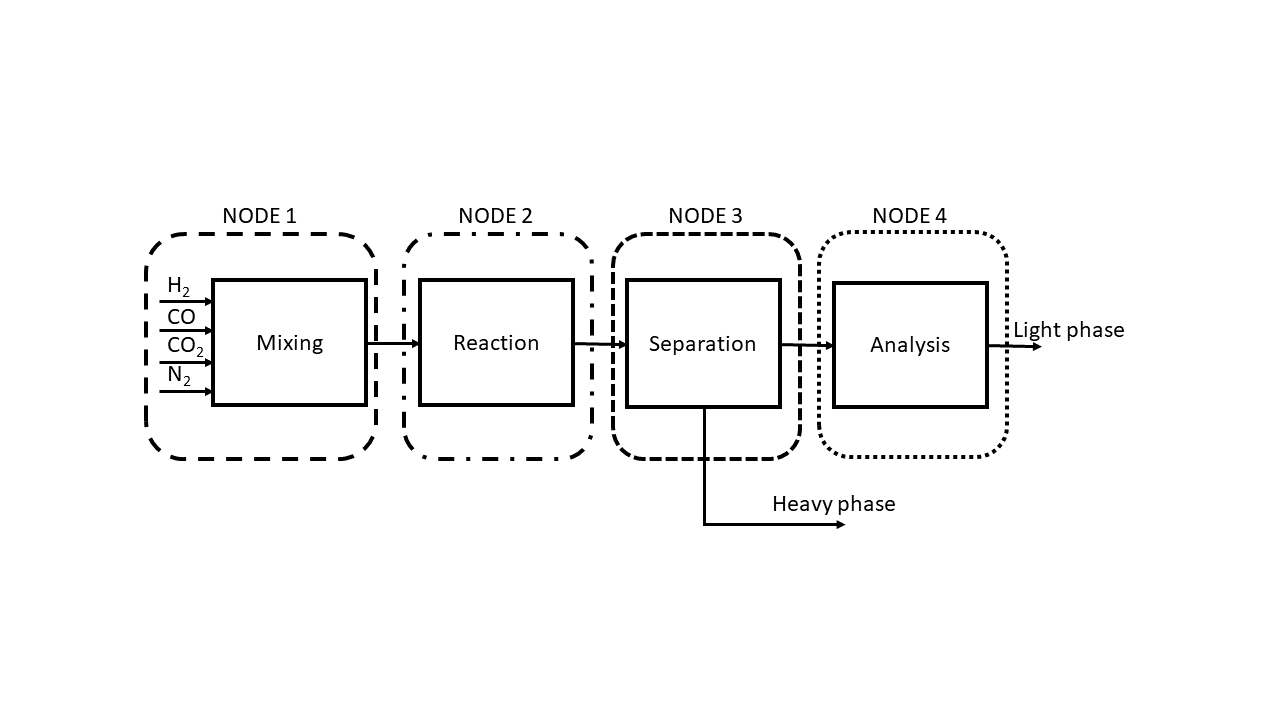 NODE 1
NODE 2
NODE 3
NODE 4
H₂
CO
CO₂
N₂
Mixing
Reaction
Separation
Analysis
Light phase
Heavy phase